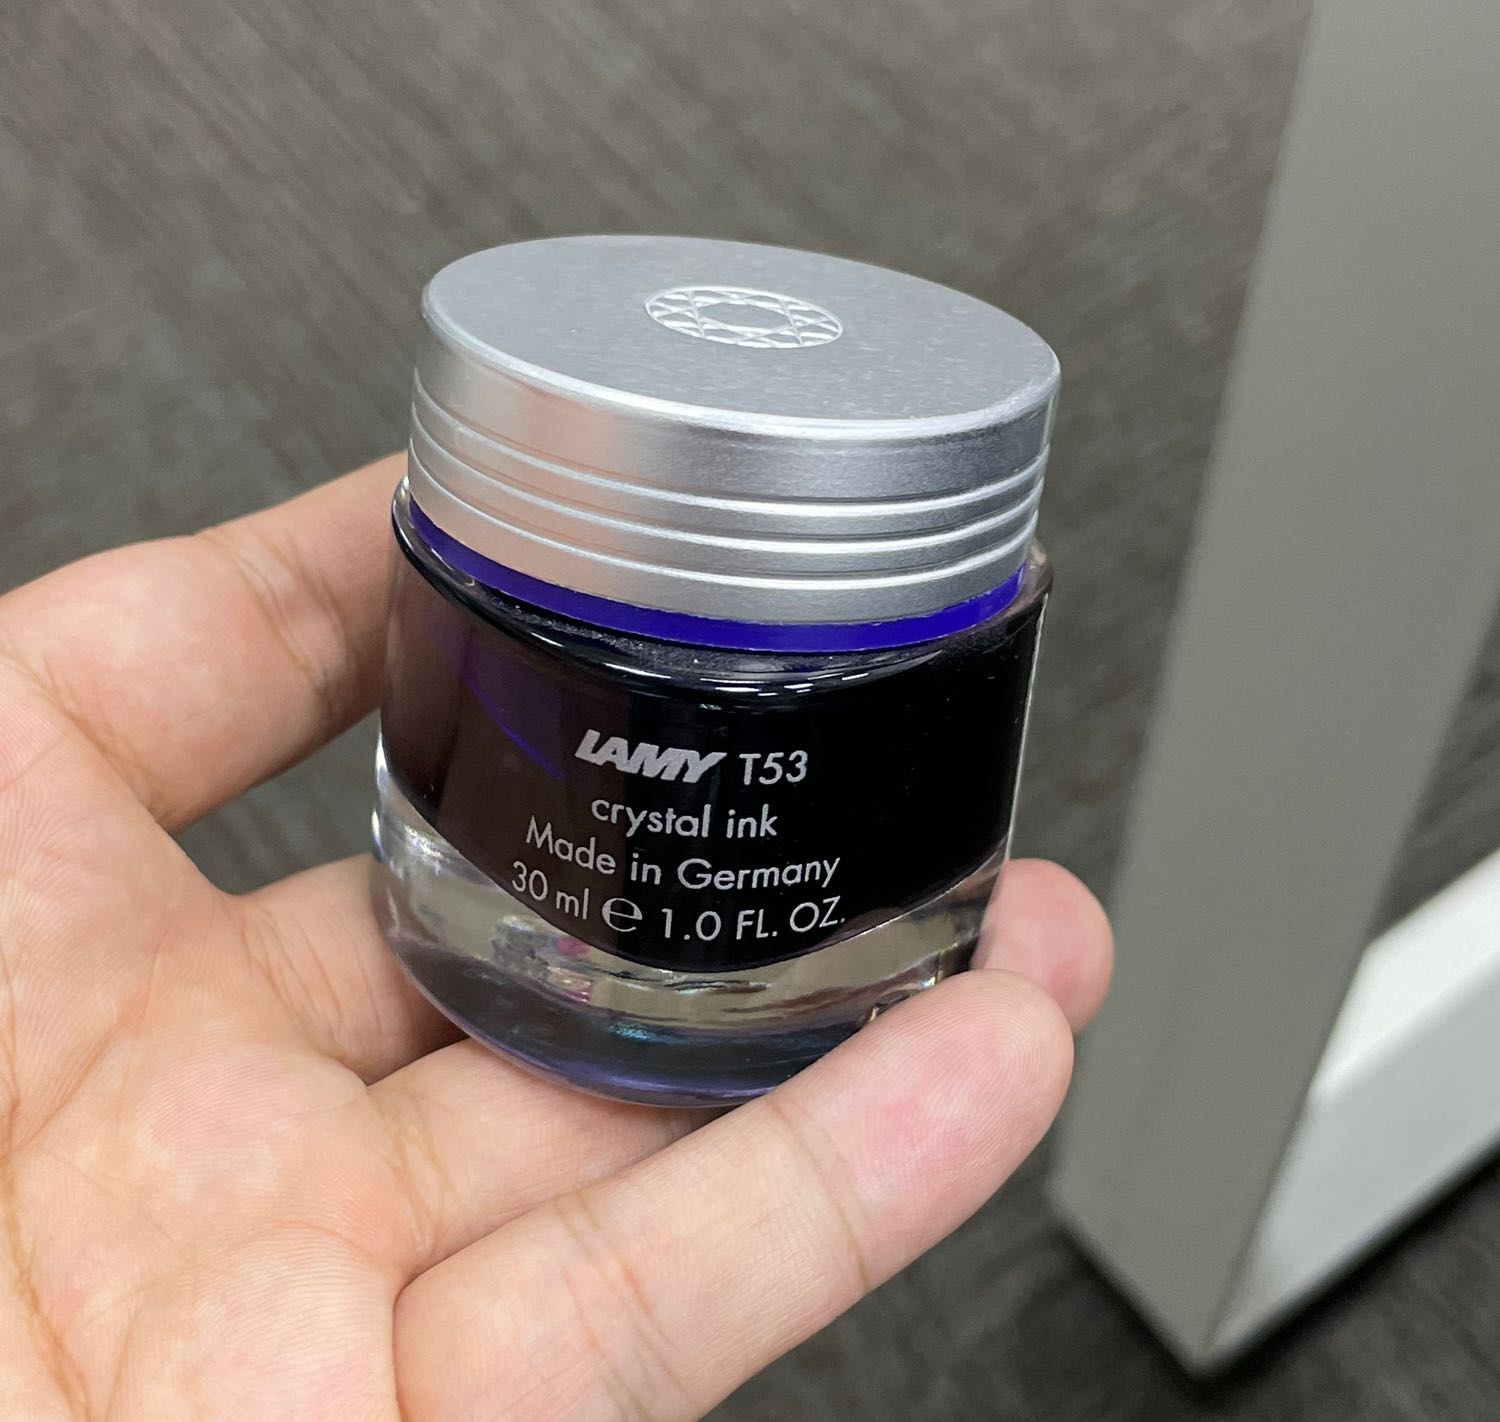 LAMY T53
crystal ink
Made in Germany
30 ml ℮ 1.0 FL. OZ.